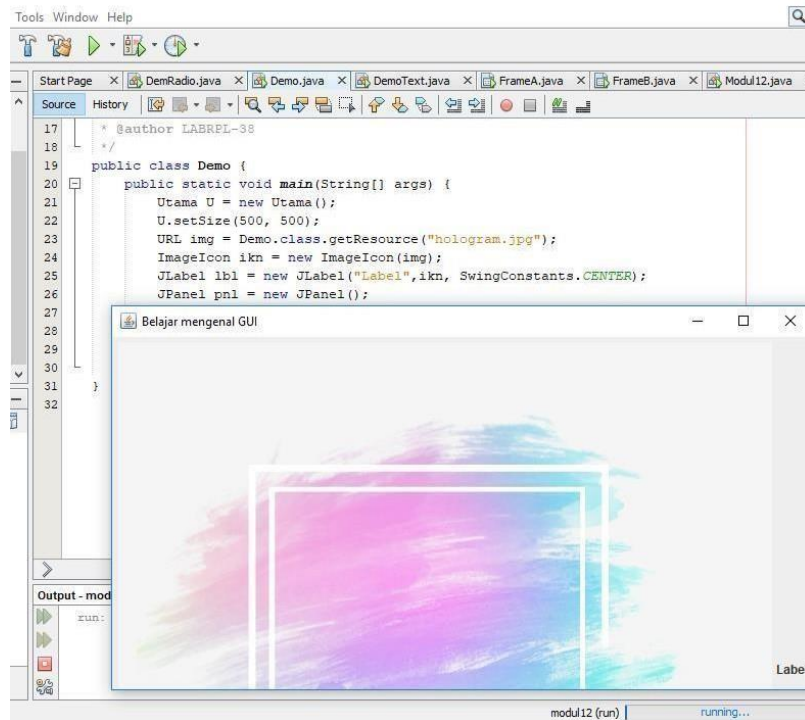 Tools Window Help
Start Page DemRadio.java Demo.java DemoText.java FrameA.java FrameB.java Modul12.java
Source History
17 * @author LABRPL-38
18 */
19 public class Demo {
20 public static void main(String[] args) {
21 Utama U = new Utama();
22 U.setSize(500, 500);
23 URL img = Demo.class.getResource("hologram.jpg");
24 ImageIcon ikn = new ImageIcon(img);
25 JLabel lbl = new JLabel("Label",ikn, SwingConstants.CENTER);
26 JPanel pnl = new JPanel();
27
Belajar mengenal GUI
28
29
30
31 }
32
Output - mod
run:
Labe
modul12 (run) running...